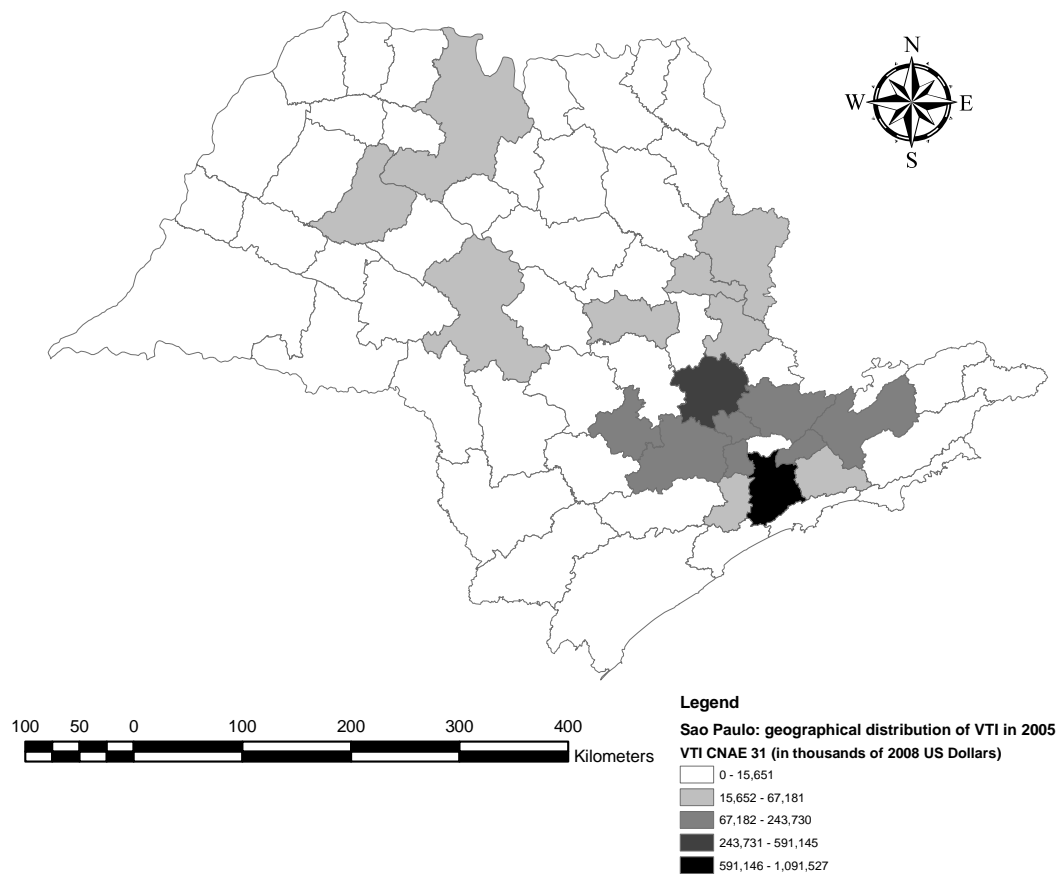 N
W E
S
100 50 0 100 200 300 400
Kilometers
Legend
Sao Paulo: geographical distribution of VTI in 2005
VTI CNAE 31 (in thousands of 2008 US Dollars)
0 - 15,651
15,652 - 67,181
67,182 - 243,730
243,731 - 591,145
591,146 - 1,091,527